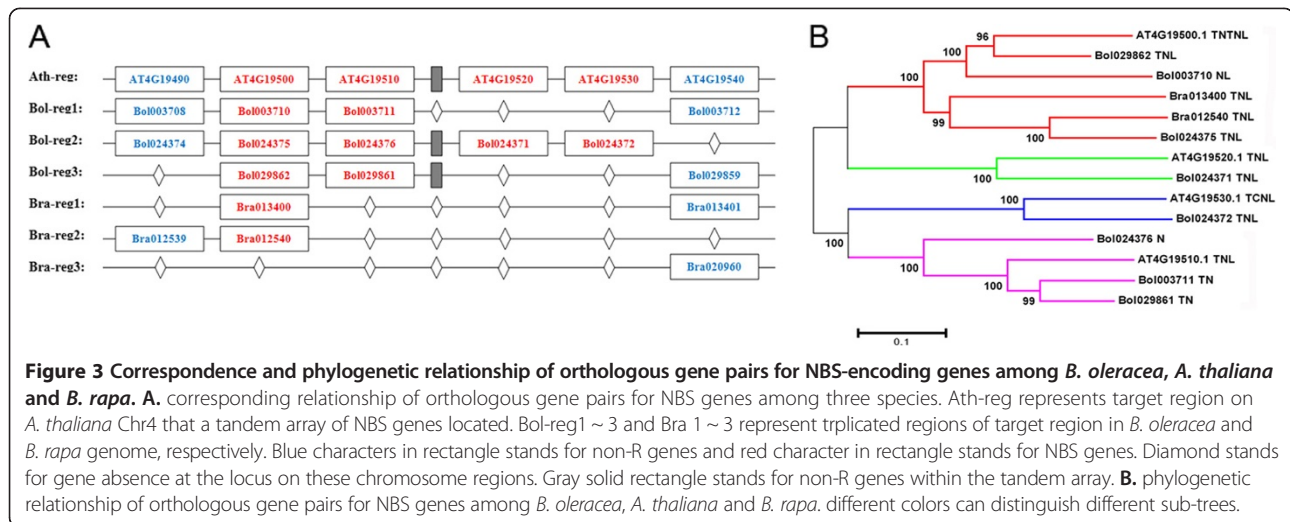 A
Ath-reg: AT4G19490 AT4G19500 AT4G19510 AT4G19520 AT4G19530 AT4G19540
Bol-reg1: Bol003708 Bol003710 Bol003711 Bol003712
Bol-reg2: Bol024374 Bol024375 Bol024376 Bol024371 Bol024372
Bol-reg3: Bol029862 Bol029861 Bol029859
Bra-reg1: Bra013400 Bra013401
Bra-reg2: Bra012539 Bra012540
Bra-reg3: Bra020960
B
96 AT4G19500.1 TNTNL
100 Bol029862 TNL
100 Bol003710 NL
Bra013400 TNL
99 Bra012540 TNL
100 Bol024375 TNL
AT4G19520.1 TNL
100 Bol024371 TNL
100 AT4G19530.1 TCNL
Bol024372 TNL
100 Bol024376 N
100 AT4G19510.1 TNL
100 Bol003711 TN
99 Bol029861 TN
0.1
Figure 3 Correspondence and phylogenetic relationship of orthologous gene pairs for NBS-encoding genes among B. oleracea, A. thaliana
and B. rapa. A. corresponding relationship of orthologous gene pairs for NBS genes among three species. Ath-reg represents target region on
A. thaliana Chr4 that a tandem array of NBS genes located. Bol-reg1 ~ 3 and Bra 1 ~ 3 represent trplicated regions of target region in B. oleracea and
B. rapa genome, respectively. Blue characters in rectangle stands for non-R genes and red character in rectangle stands for NBS genes. Diamond stands
for gene absence at the locus on these chromosome regions. Gray solid rectangle stands for non-R genes within the tandem array. B. phylogenetic
relationship of orthologous gene pairs for NBS genes among B. oleracea, A. thaliana and B. rapa. different colors can distinguish different sub-trees.